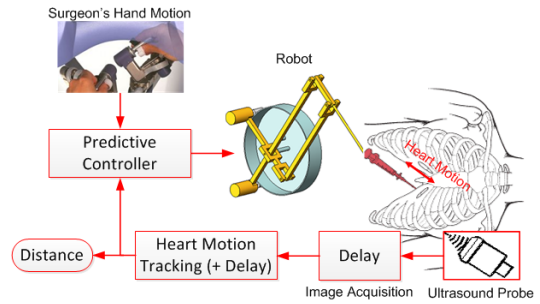 Surgeon's Hand Motion
Robot
Predictive
Controller
Heart Motion
Distance
Heart Motion
Tracking (+ Delay)
Delay
Image Acquisition
Ultrasound Probe